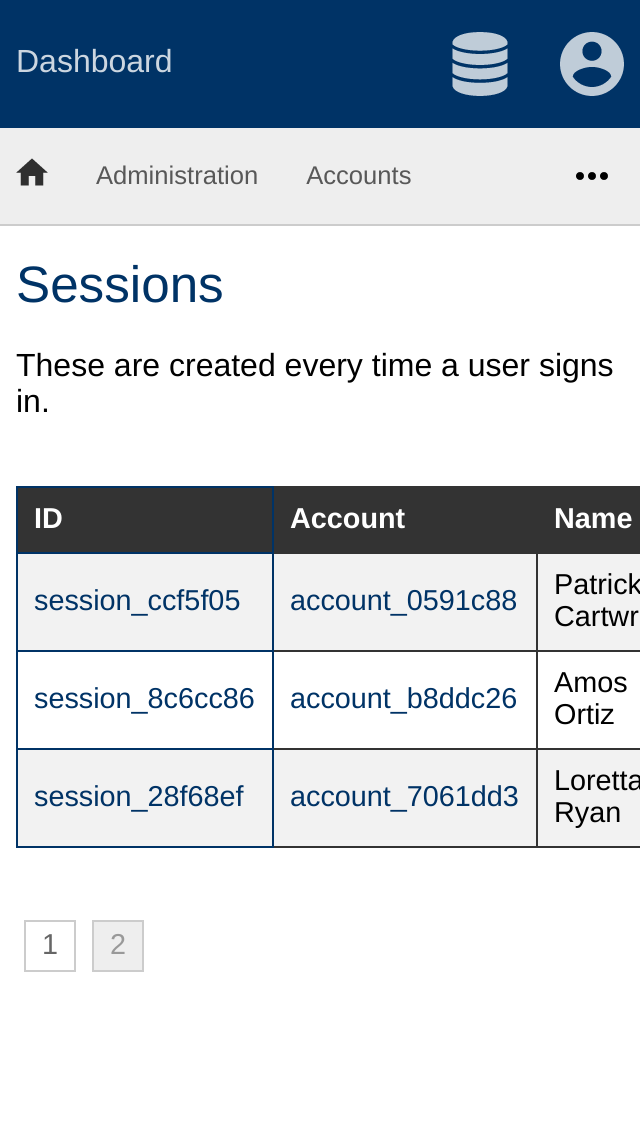 Dashboard
Administration Accounts
Sessions
These are created every time a user signs
in.
ID Account Name
session_ccf5f05 account_0591c88 Patrick
Cartwr
session_8c6cc86 account_b8ddc26 Amos
Ortiz
session_28f68ef account_7061dd3 Loretta
Ryan
1 2